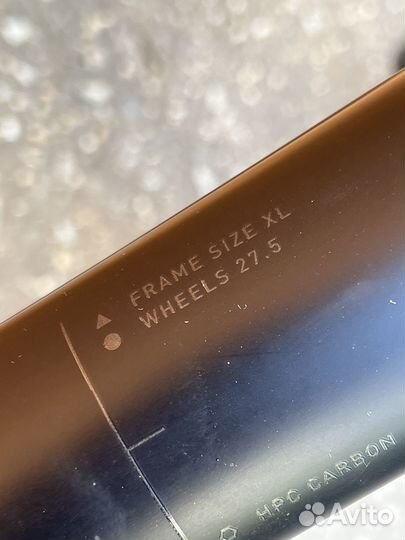 FRAME SIZE XL
WHEELS 27.5
HPC CARBON
Avito